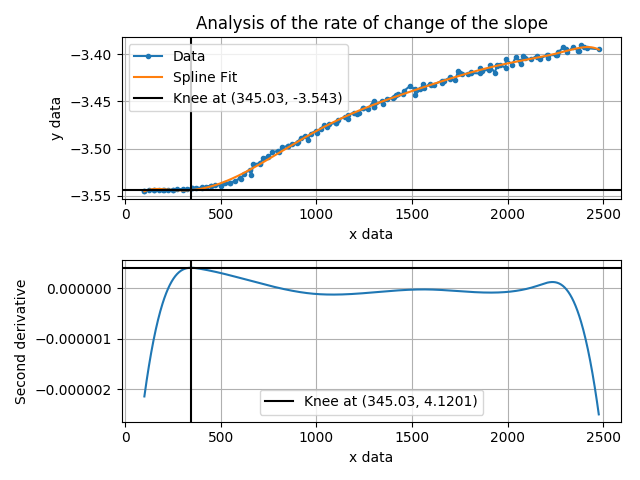 Analysis of the rate of change of the slope
−3.40
−3.45
−3.50
−3.55
y data
Data
Spline Fit
Knee at (345.03, -3.543)
0 500 1000 1500 2000 2500
x data
0.000000
−0.000001
−0.000002
Second derivative
Knee at (345.03, 4.1201)
0 500 1000 1500 2000 2500
x data